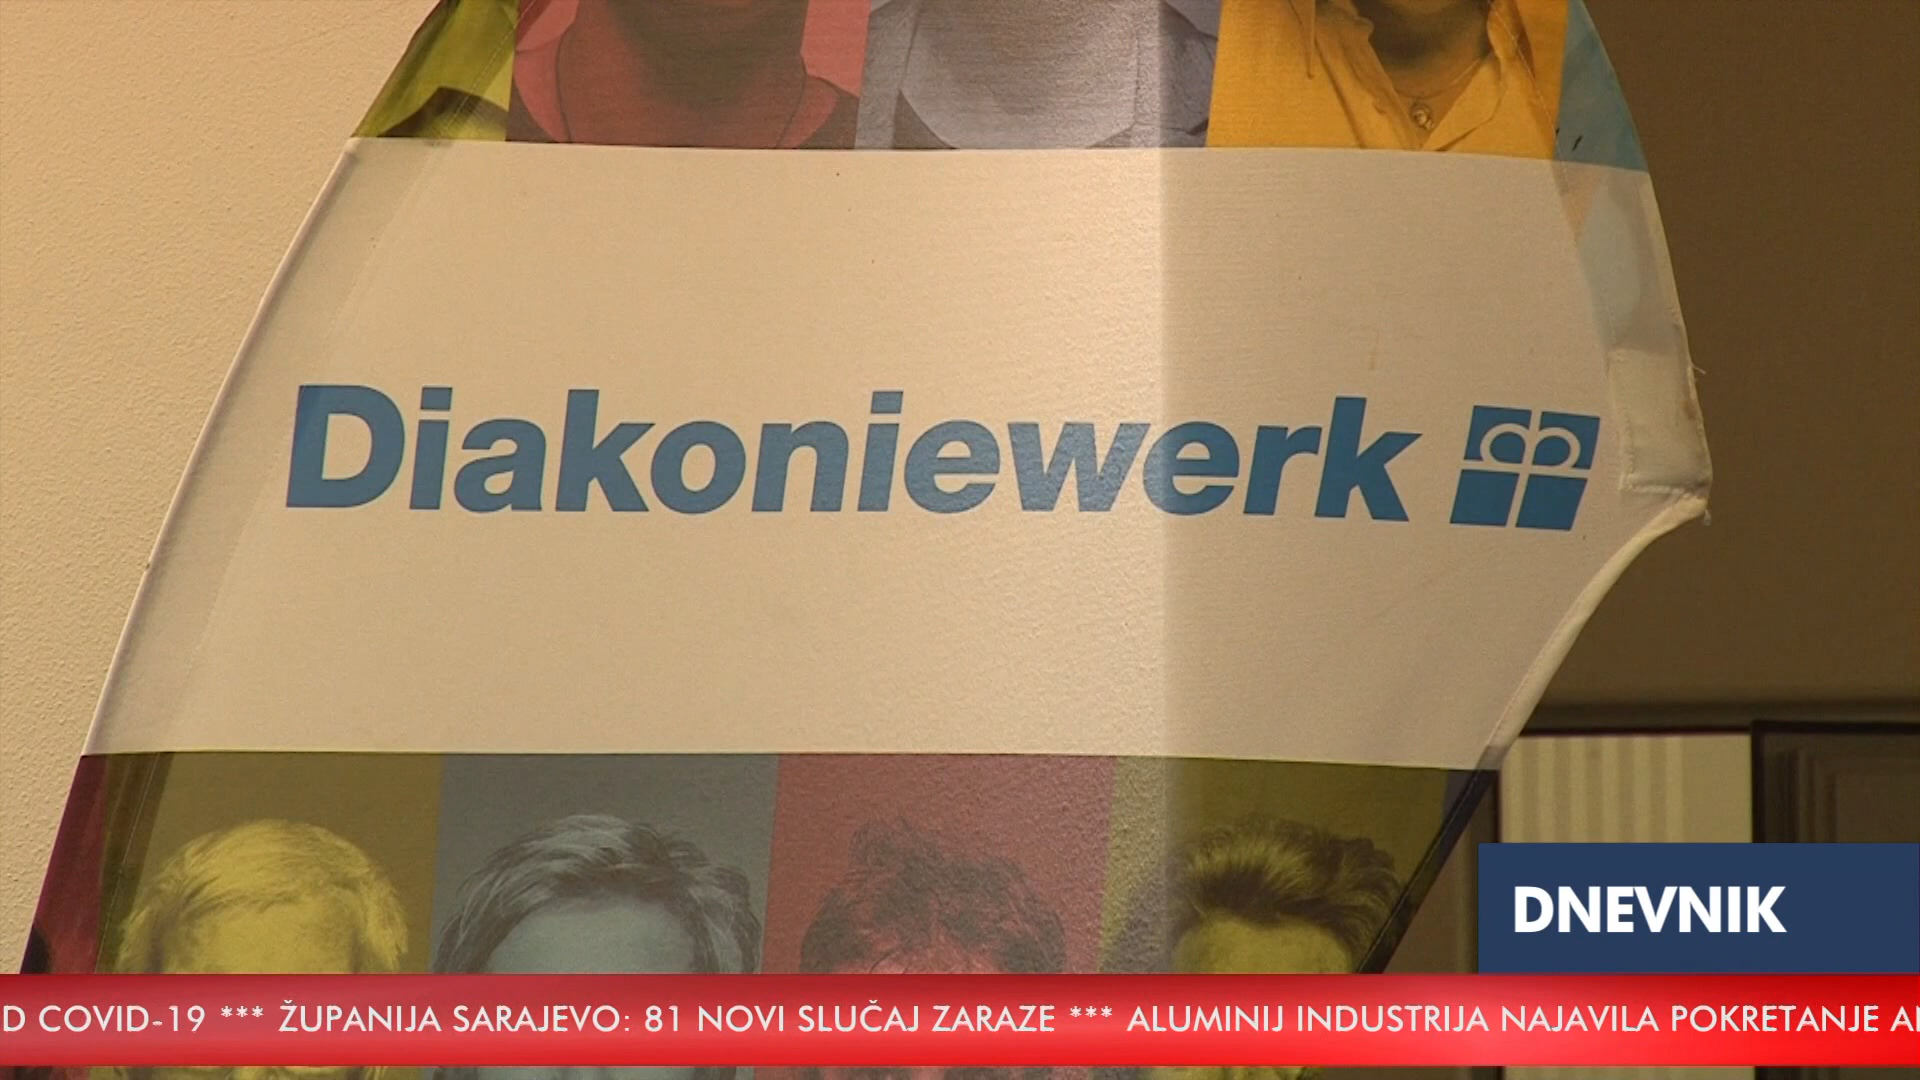 Diakoniewerk
DNEVNIK
COVID-19 *** ŽUPANIJA SARAJEVO: 81 NOVI SLUČAJ ZARAZE *** ALUMINIJ INDUSTRIJA NAJAVILA POKRETANJE